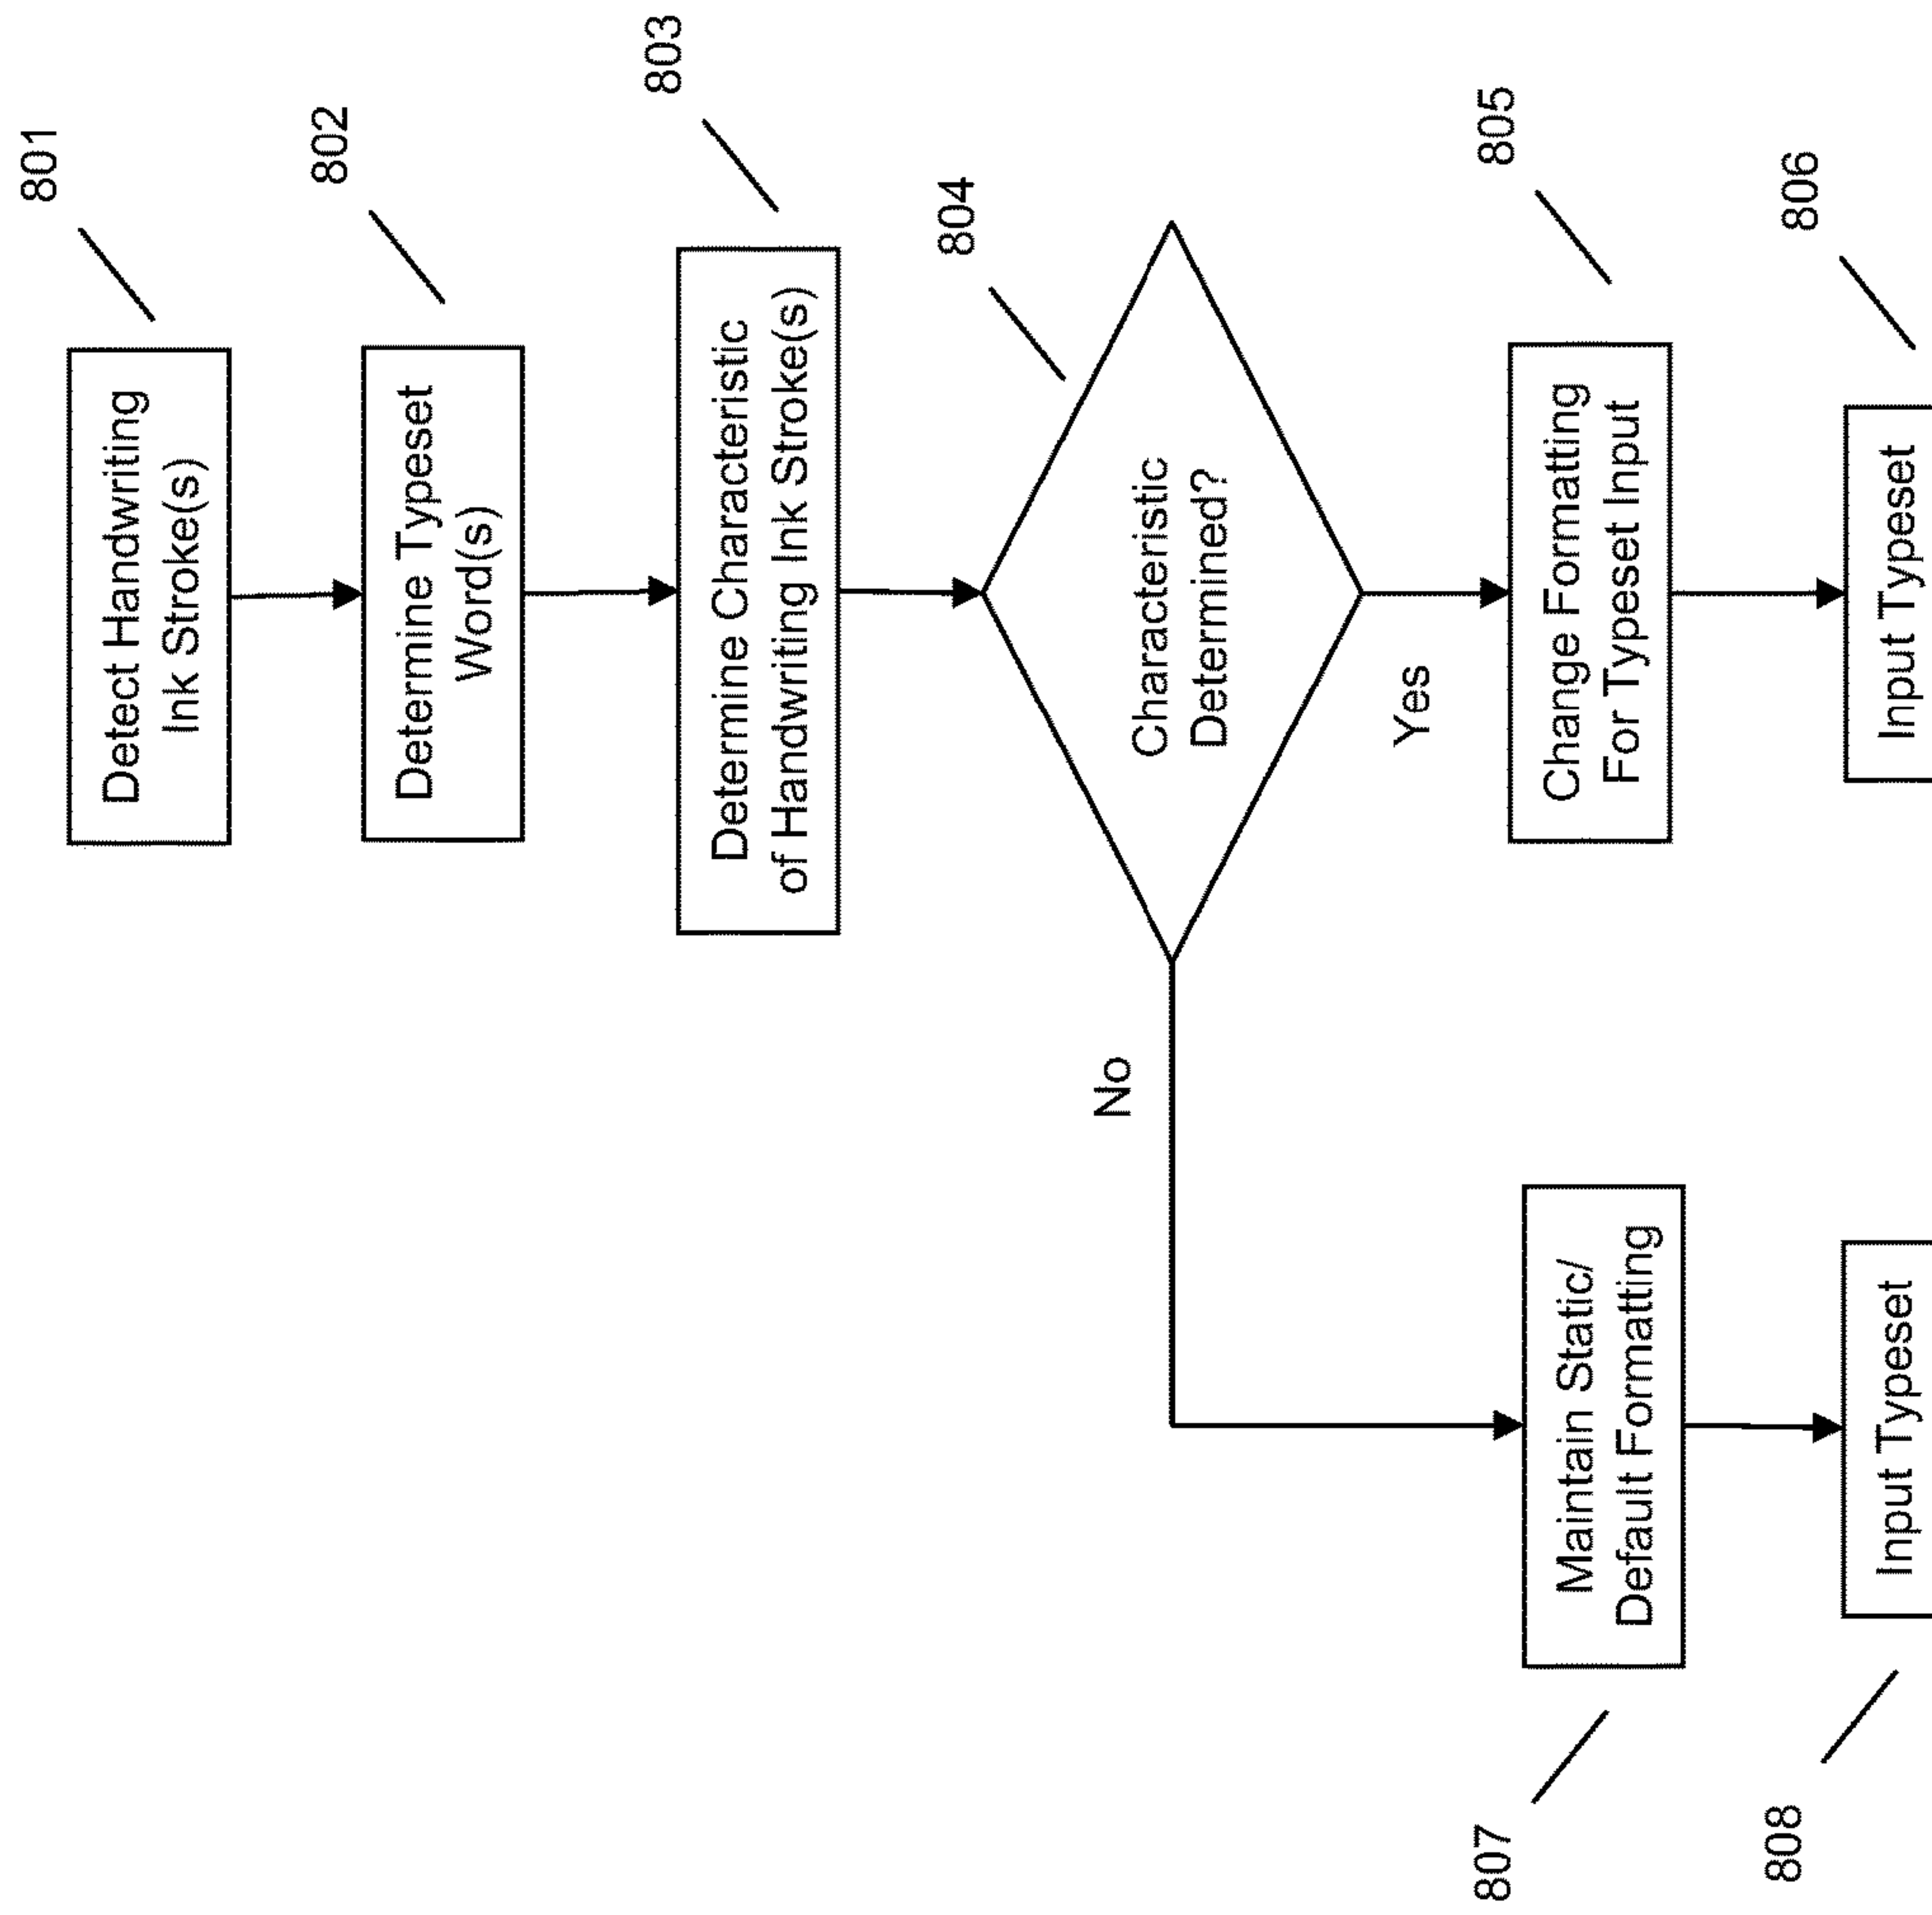 801
Detect Handwriting
Ink Stroke(s)
802
Determine Typeset
Word(s)
803
Determine Characteristic
of Handwriting Ink Stroke(s)
804
Characteristic
Determined?
No
Yes
805
Change Formatting
For Typeset Input
806
Input Typeset
807
Maintain Static/
Default Formatting
808
Input Typeset